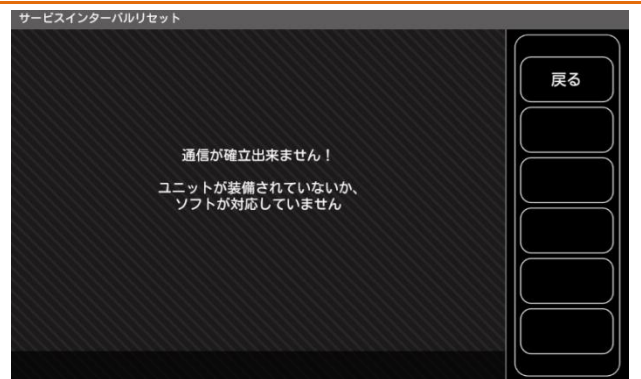 サービスインターバルリセット
戻る
通信が確立出来ません！
ユニットが装備されていないか、
ソフトが対応していません